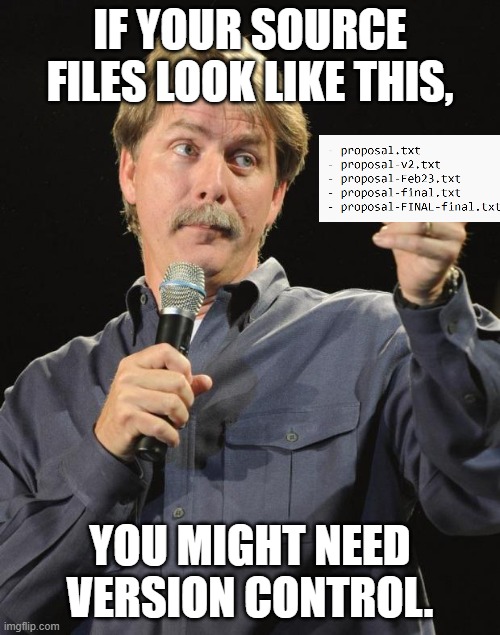 IF YOUR SOURCE
FILES LOOK LIKE THIS,
- proposal.txt
- proposal-v2.txt
- proposal-Feb23.txt
- proposal-final.txt
- proposal-FINAL-final.txt
YOU MIGHT NEED
VERSION CONTROL.
imgflip.com